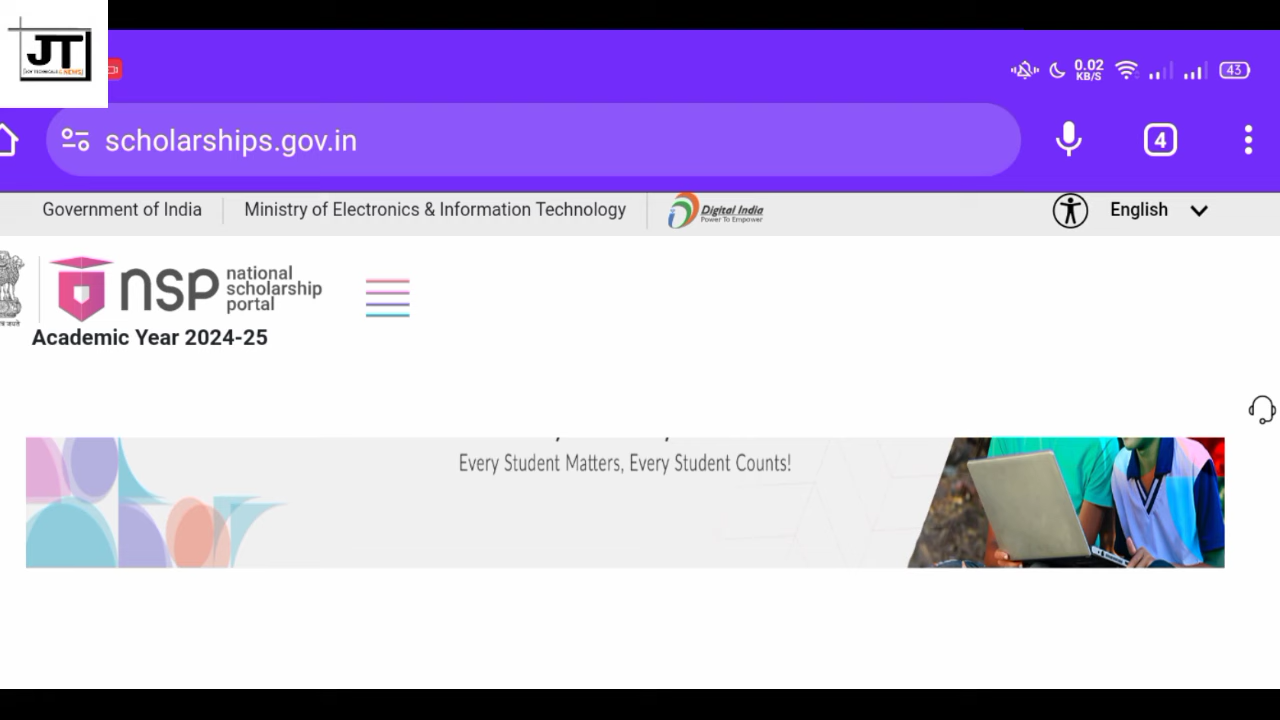 JT
0.02
KB/S
43
scholarships.gov.in
4
Government of India
Ministry of Electronics & Information Technology
Digital India
Power To Empower
English
nsp
national
scholarship
portal
Academic Year 2024-25
Every Student Matters, Every Student Counts!